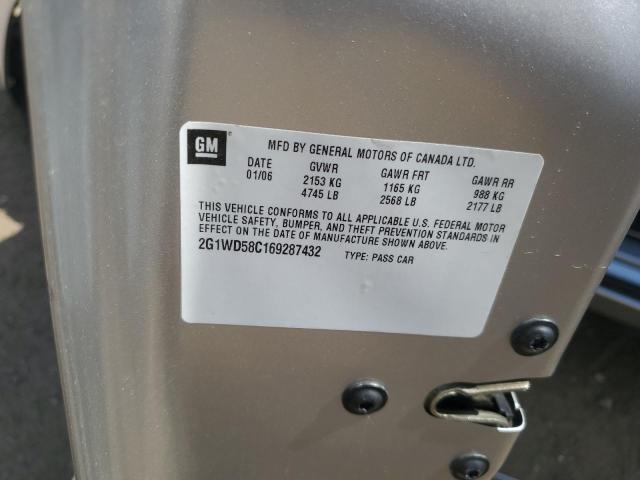 GM
MFD BY GENERAL MOTORS OF CANADA LTD.
DATE GVWR GAWR FRT GAWR RR
01/06 2153 KG 1165 KG 988 KG
4745 LB 2568 LB 2177 LB
THIS VEHICLE CONFORMS TO ALL APPLICABLE U.S. FEDERAL MOTOR
VEHICLE SAFETY, BUMPER, AND THEFT PREVENTION STANDARDS IN
EFFECT ON THE DATE OF MANUFACTURE SHOWN ABOVE.
2G1WD58C169287432 TYPE: PASS CAR